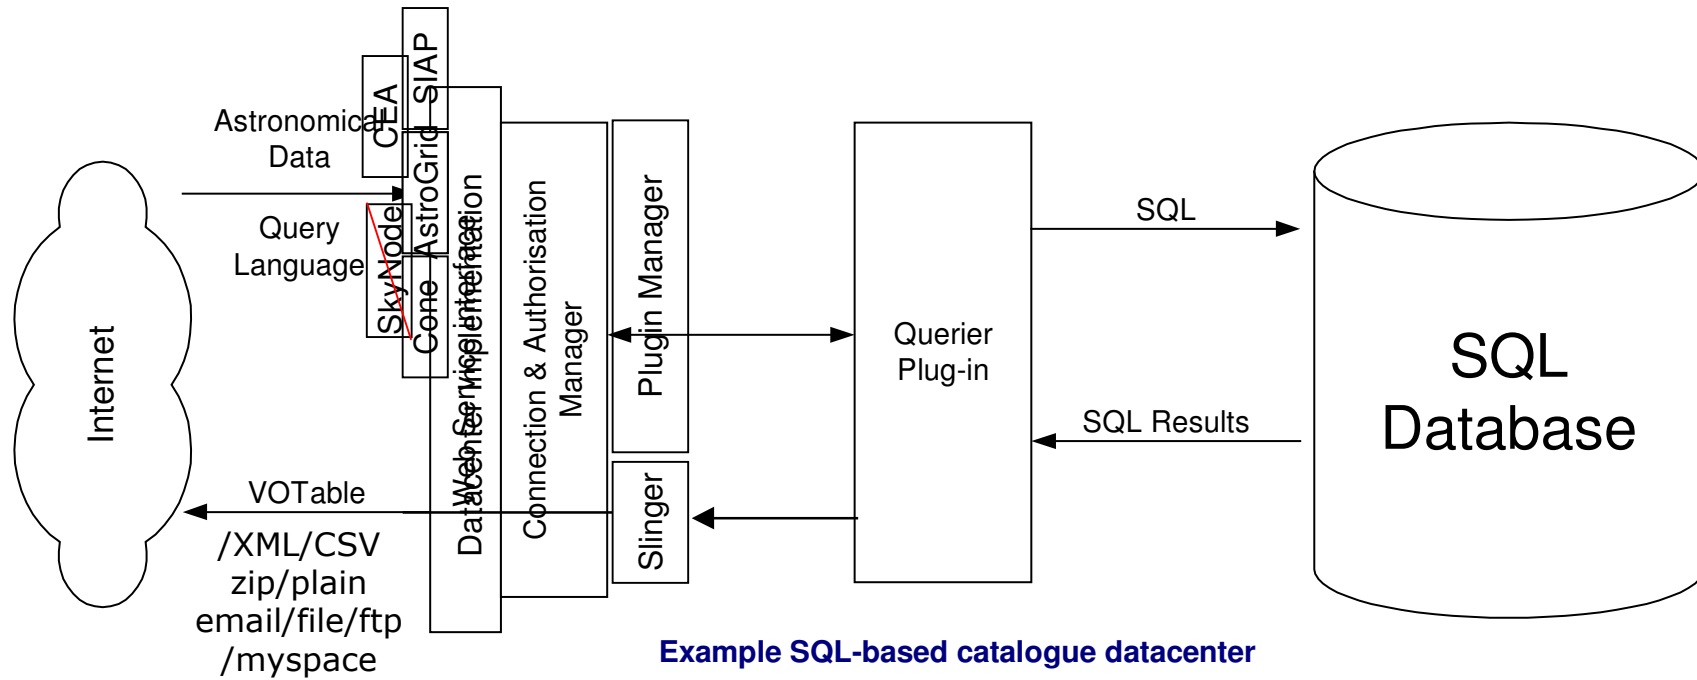 Internet
Astronomical
Data
Query
Language
VOTable
/XML/CSV
zip/plain
email/file/ftp
/myspace
CEA
SIAP
AstroGrid
SkyNode
Cone
Web Service interface
Datacenter Implementation
Connection & Authorisation
Manager
Plugin Manager
Slinger
Querier
Plug-in
SQL
SQL Results
SQL
Database
Example SQL-based catalogue datacenter